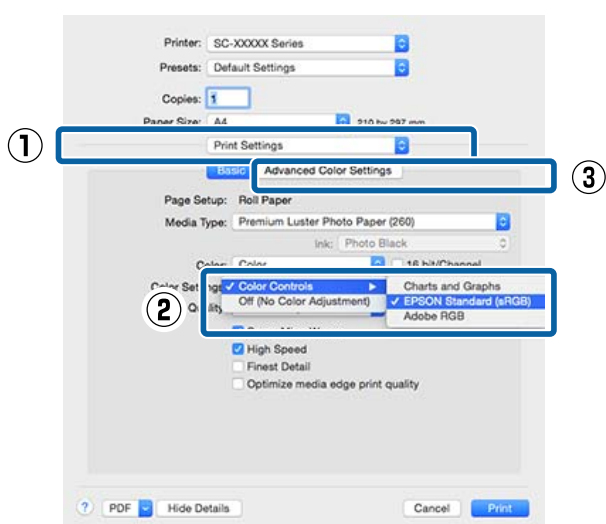 Printer: SC-XXXXX Series
Presets: Default Settings
Copies: 1
Paper Size: A4 210 by 297 mm
① Print Settings
Basic Advanced Color Settings ③
Page Setup: Roll Paper
Media Type: Premium Luster Photo Paper (260)
Ink: Photo Black
Color: Color 16 bit/Channel
Color Settings ✓ Color Controls ▶ Charts and Graphs
② Off (No Color Adjustment) ✓ EPSON Standard (sRGB)
Adobe RGB
High Speed
Finest Detail
Optimize media edge print quality
? PDF Hide Details Cancel Print